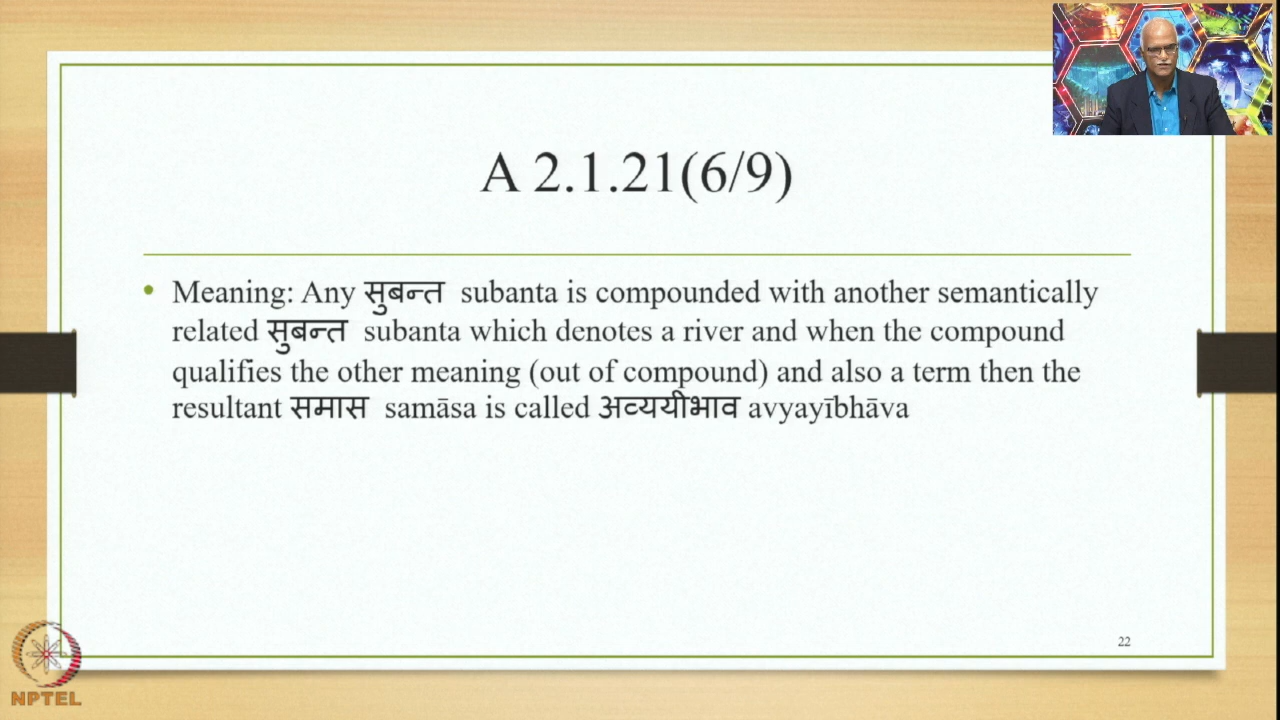 A 2.1.21(6/9)
• Meaning: Any सुबन्त subanta is compounded with another semantically
related सुबन्त subanta which denotes a river and when the compound
qualifies the other meaning (out of compound) and also a term then the
resultant समास samāsa is called अव्ययीभाव avyayībhāva
22
NPTEL